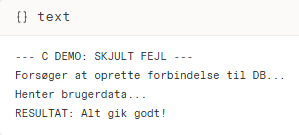 {} text
--- C DEMO: SKJULT FEJL ---
Forsøger at oprette forbindelse til DB...
Henter brugerdata...
RESULTAT: Alt gik godt!